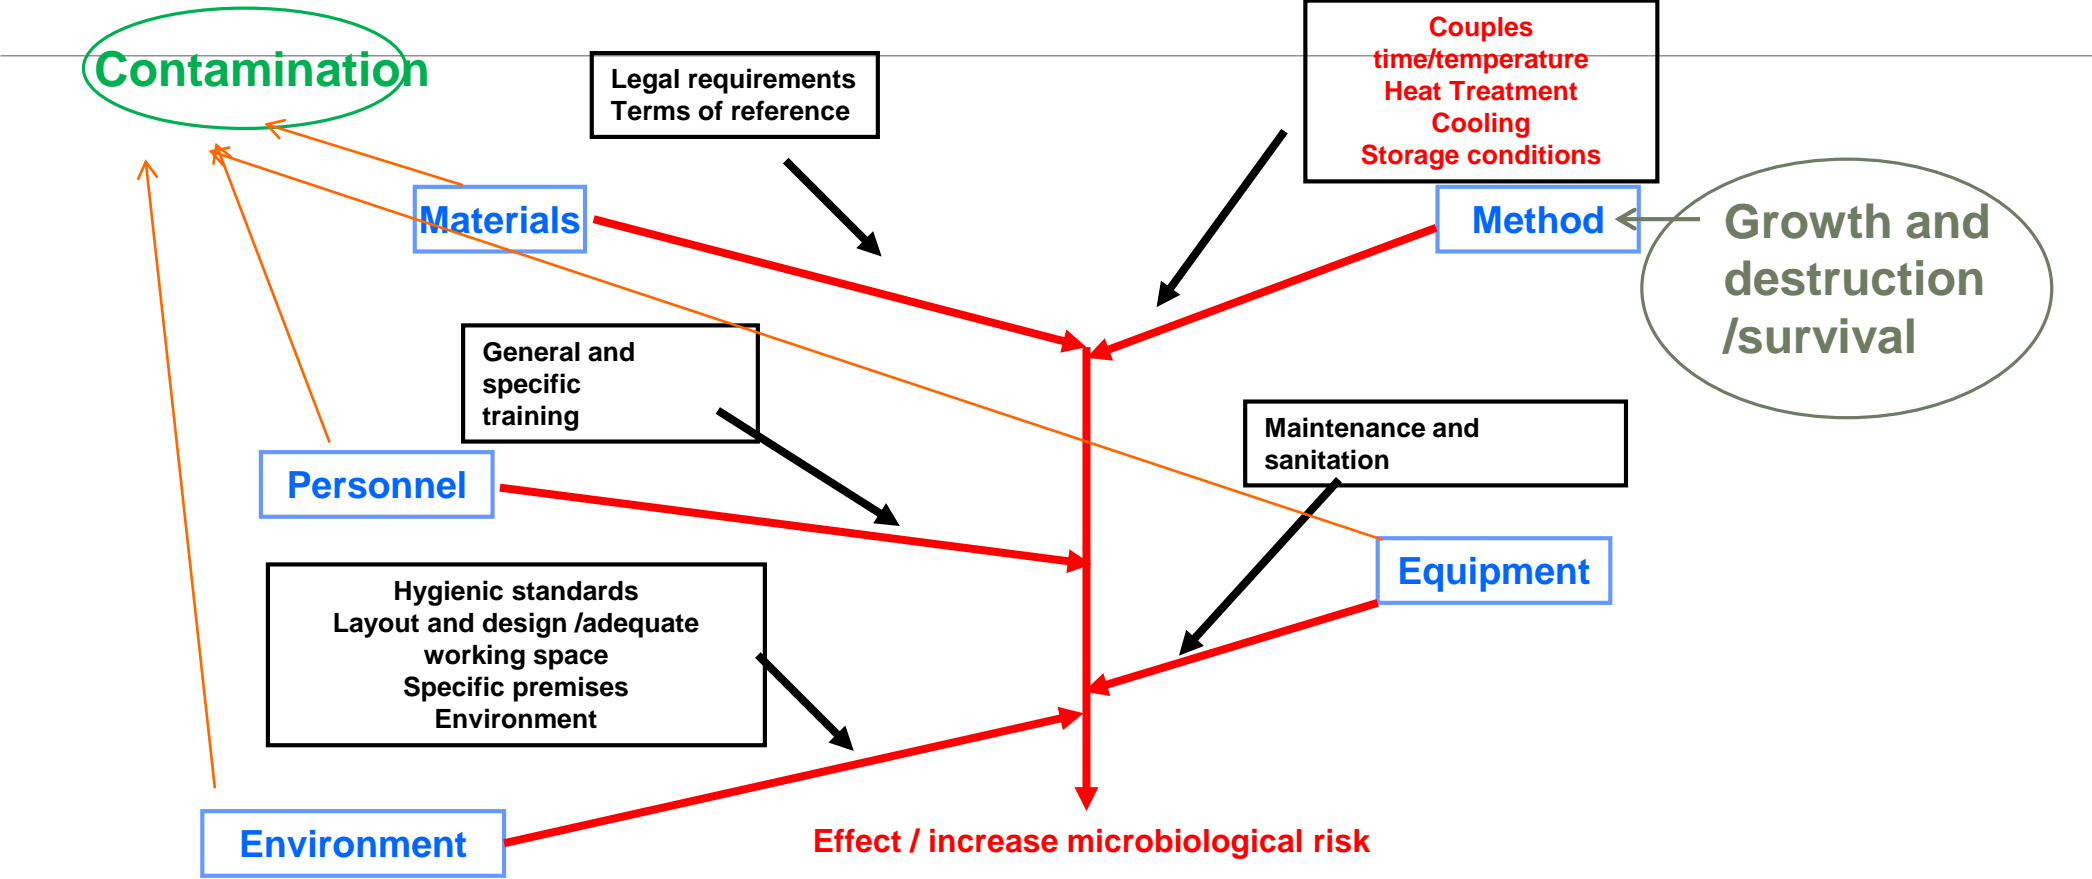 Contamination
Legal requirements
Terms of reference
Couples
time/temperature
Heat Treatment
Cooling
Storage conditions
Materials
Method
Growth and
destruction
/survival
General and
specific
training
Maintenance and
sanitation
Personnel
Equipment
Hygienic standards
Layout and design /adequate
working space
Specific premises
Environment
Environment
Effect / increase microbiological risk